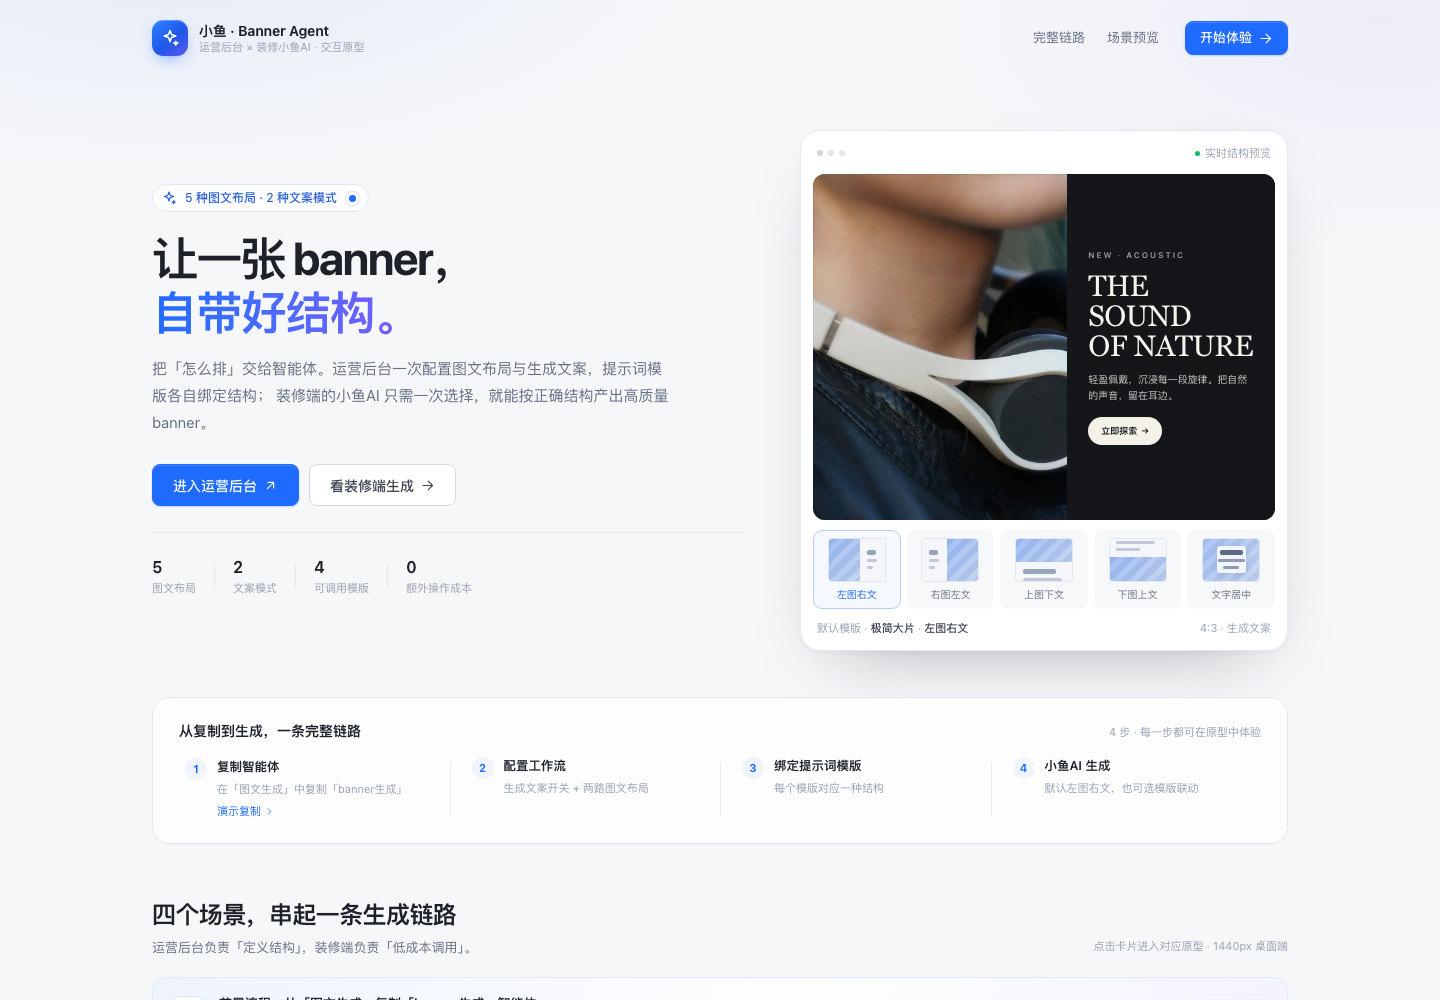 小鱼 · Banner Agent
运营后台 × 装修小鱼AI · 交互原型
完整链路
场景预览
开始体验 →
5 种图文布局 · 2 种文案模式
让一张 banner，
自带好结构。
把「怎么排」交给智能体。运营后台一次配置图文布局与生成文案，提示词模
版各自绑定结构； 装修端的小鱼AI 只需一次选择，就能按正确结构产出高质量
banner。
进入运营后台
看装修端生成 →
5
图文布局
2
文案模式
4
可调用模版
0
额外操作成本
实时结构预览
NEW · ACOUSTIC
THE
SOUND
OF NATURE
轻盈佩戴，沉浸每一段旋律。把自然
的声音，留在耳边。
立即探索 →
左图右文
右图左文
上图下文
下图上文
文字居中
默认模版 · 极简大片 · 左图右文
4:3 · 生成文案
从复制到生成，一条完整链路
4 步 · 每一步都可在原型中体验
1
复制智能体
在「图文生成」中复制「banner生成」
演示复制
2
配置工作流
生成文案开关 + 两路图文布局
3
绑定提示词模版
每个模版对应一种结构
4
小鱼AI 生成
默认左图右文，也可选模版联动
四个场景，串起一条生成链路
运营后台负责「定义结构」，装修端负责「低成本调用」。
点击卡片进入对应原型 · 1440px 桌面端